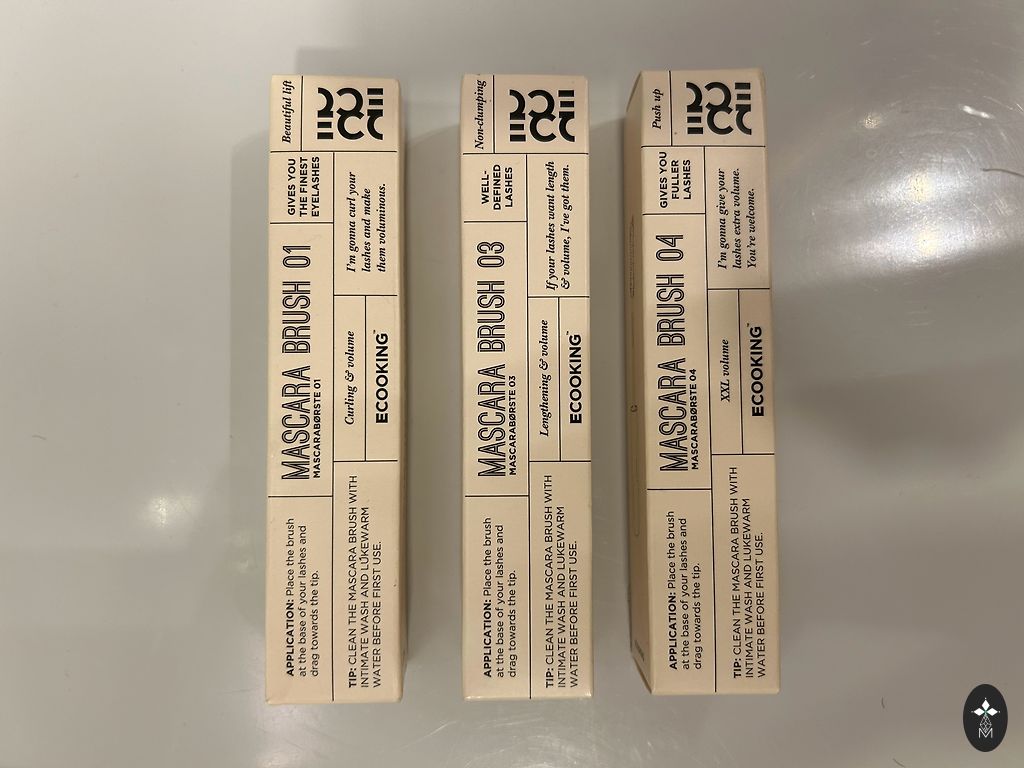 Beautiful lift
GIVES YOU
THE FINEST
EYELASHES
MASCARA BRUSH 01
MASCARABØRSTE 01
I'm gonna curl your
lashes and make
them voluminous.
Curling & volume
ECOOKING™
APPLICATION: Place the brush
at the base of your lashes and
drag towards the tip.
TIP: CLEAN THE MASCARA BRUSH WITH
INTIMATE WASH AND LUKEWARM
WATER BEFORE FIRST USE.
Non-clumping
WELL-
DEFINED
LASHES
MASCARA BRUSH 03
MASCARABØRSTE 03
If your lashes want length
& volume, I've got them.
Lengthening & volume
ECOOKING™
APPLICATION: Place the brush
at the base of your lashes and
drag towards the tip.
TIP: CLEAN THE MASCARA BRUSH WITH
INTIMATE WASH AND LUKEWARM
WATER BEFORE FIRST USE.
Push up
GIVES YOU
FULLER
LASHES
MASCARA BRUSH 04
MASCARABØRSTE 04
I'm gonna give your
lashes extra volume.
You're welcome.
XXL volume
ECOOKING™
APPLICATION: Place the brush
at the base of your lashes and
drag towards the tip.
TIP: CLEAN THE MASCARA BRUSH WITH
INTIMATE WASH AND LUKEWARM
WATER BEFORE FIRST USE.
M